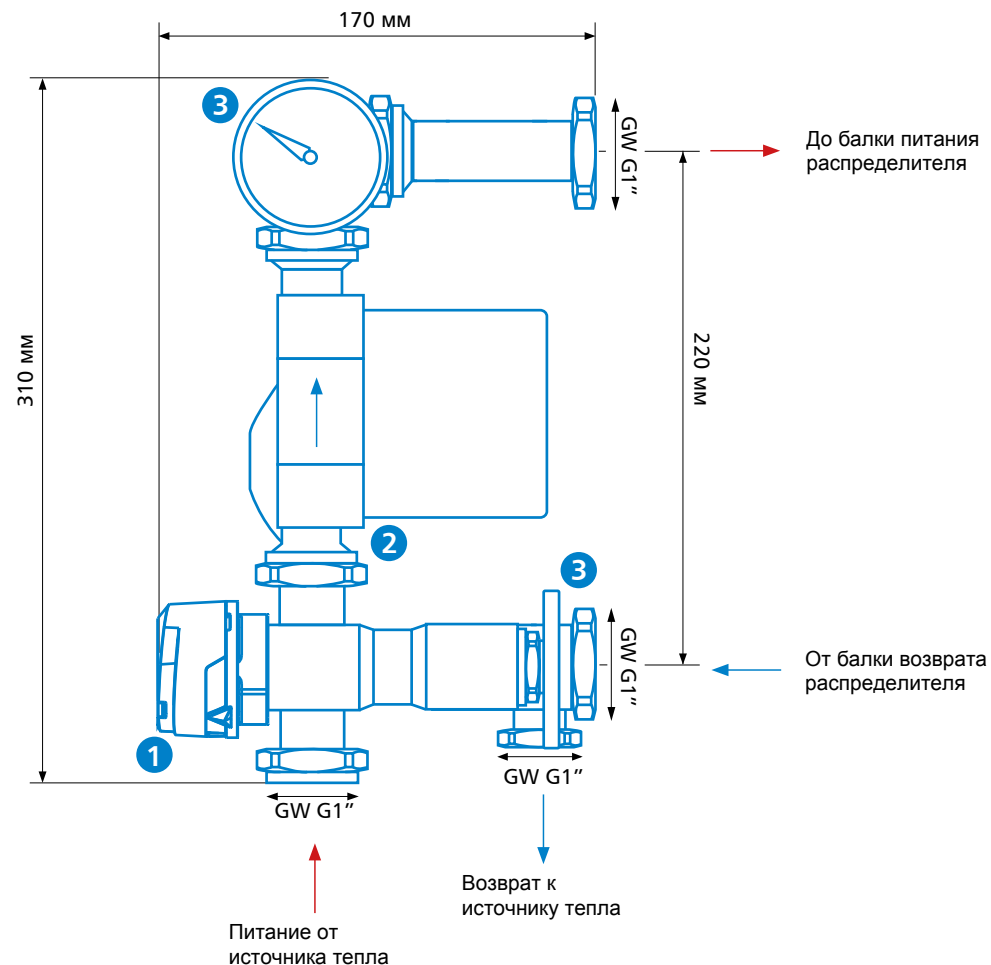 170 мм
3
GW G1”
До балки питания
распределителя
310 мм
220 мм
2
3
GW G1”
От балки возврата
распределителя
1
GW G1”
GW G1”
Возврат к
источнику тепла
Питание от
источника тепла